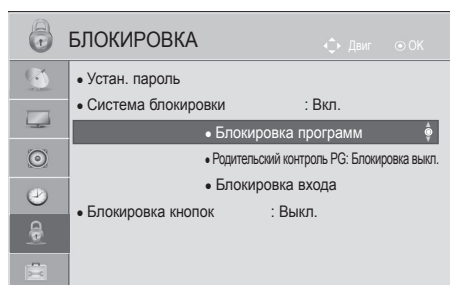 БЛОКИРОВКА Двиг OK
• Устан. пароль
• Система блокировки : Вкл.
• Блокировка программ
• Родительский контроль PG: Блокировка выкл.
• Блокировка входа
• Блокировка кнопок : Выкл.